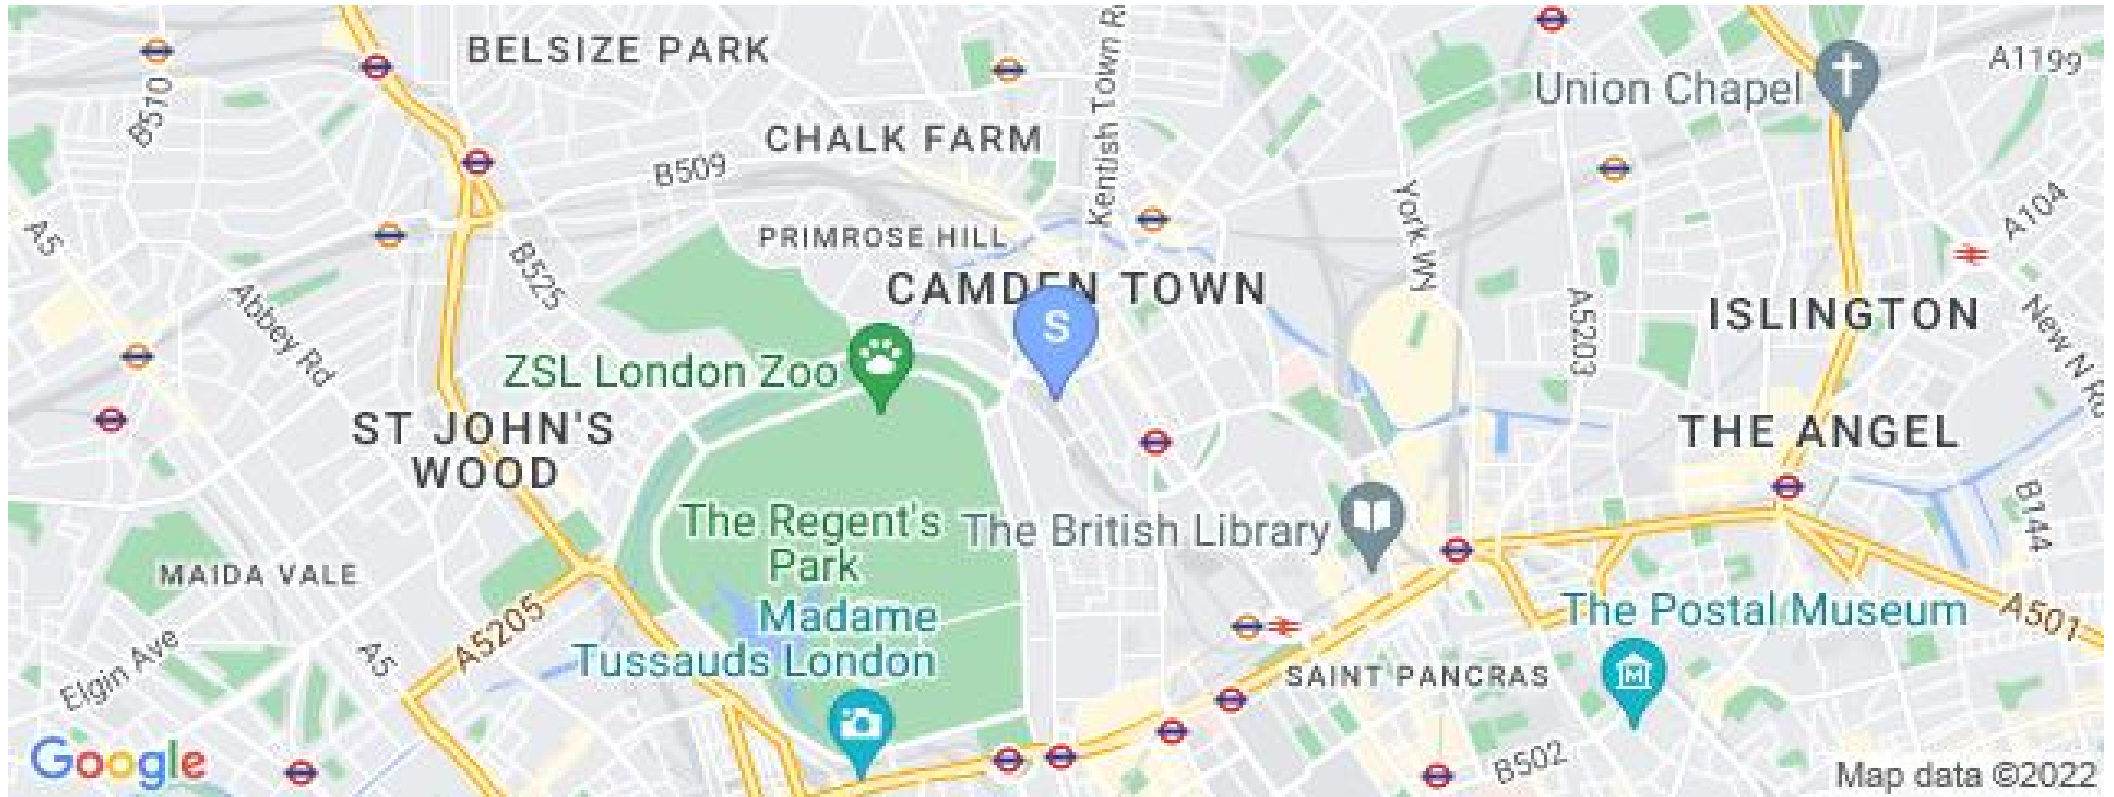 BELSIZE PARK
A1199
Union Chapel
B510
CHALK FARM
Kentish Town R
B509
York Wy
A104
A5
PRIMROSE HILL
B525
CAMDEN TOWN
S
Abbey Rd
A5203
ISLINGTON
New N Rd
ZSL London Zoo
ST JOHN'S
WOOD
THE ANGEL
B144
The Regent's
Park
The British Library
MAIDA VALE
Madame
Tussauds London
A5205
The Postal Museum
A501
Elgin Ave
A5
SAINT PANCRAS
M
Google
B502
Map data ©2022